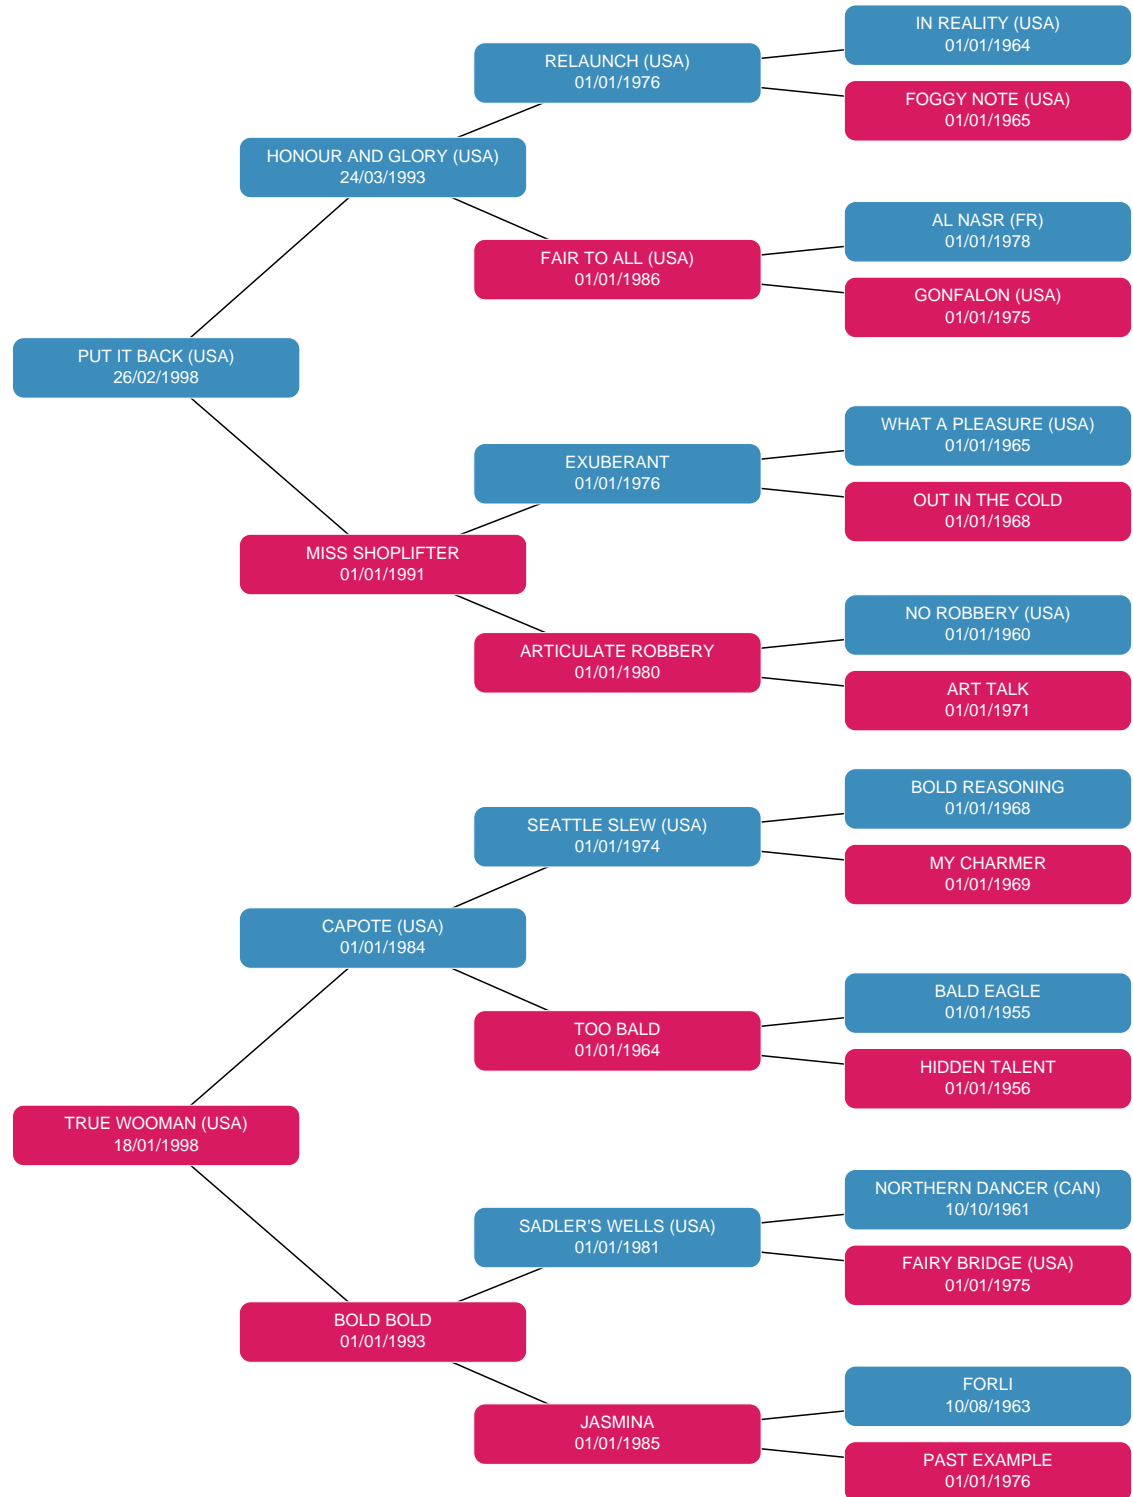 IN REALITY (USA)
01/01/1964
RELAUNCH (USA)
01/01/1976
FOGGY NOTE (USA)
01/01/1965
HONOUR AND GLORY (USA)
24/03/1993
AL NASR (FR)
01/01/1978
FAIR TO ALL (USA)
01/01/1986
GONFALON (USA)
01/01/1975
PUT IT BACK (USA)
26/02/1998
WHAT A PLEASURE (USA)
01/01/1965
EXUBERANT
01/01/1976
OUT IN THE COLD
01/01/1968
MISS SHOPLIFTER
01/01/1991
NO ROBBERY (USA)
01/01/1960
ARTICULATE ROBBERY
01/01/1980
ART TALK
01/01/1971
BOLD REASONING
01/01/1968
SEATTLE SLEW (USA)
01/01/1974
MY CHARMER
01/01/1969
CAPOTE (USA)
01/01/1984
BALD EAGLE
01/01/1955
TOO BALD
01/01/1964
HIDDEN TALENT
01/01/1956
TRUE WOOMAN (USA)
18/01/1998
NORTHERN DANCER (CAN)
10/10/1961
SADLER'S WELLS (USA)
01/01/1981
FAIRY BRIDGE (USA)
01/01/1975
BOLD BOLD
01/01/1993
FORLI
10/08/1963
JASMINA
01/01/1985
PAST EXAMPLE
01/01/1976